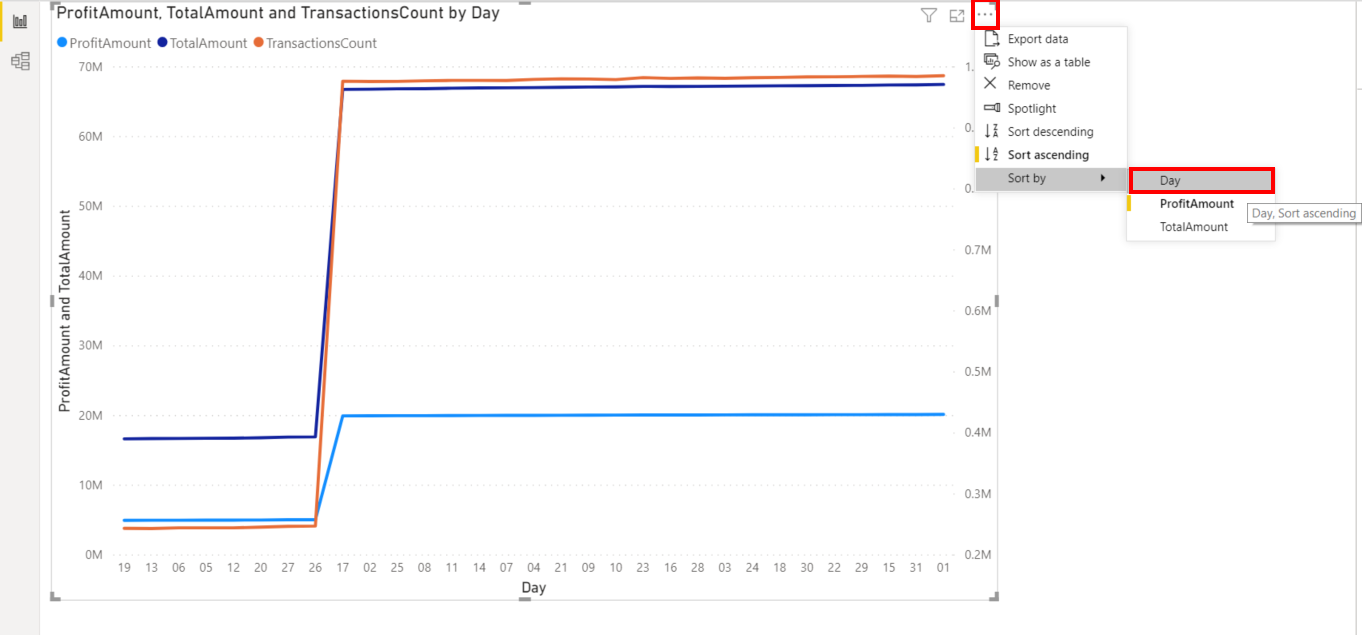 ProfitAmount, TotalAmount and TransactionsCount by Day
ProfitAmount TotalAmount TransactionsCount
70M
60M
50M
40M
30M
20M
10M
0M
ProfitAmount and TotalAmount
1.
0.
0.
0.7M
0.6M
0.5M
0.4M
0.3M
0.2M
19 13 06 05 12 20 27 26 17 02 25 08 11 14 07 04 21 09 10 23 16 28 03 24 18 30 22 29 15 31 01
Day
Export data
Show as a table
Remove
Spotlight
Sort descending
Sort ascending
Sort by
Day
ProfitAmount
TotalAmount
Day, Sort ascending